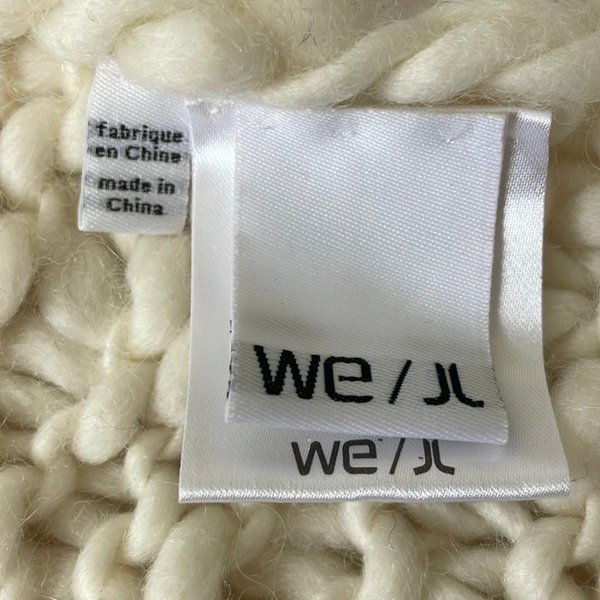 fabrique
en Chine
made in
China
we / JL
we / JL